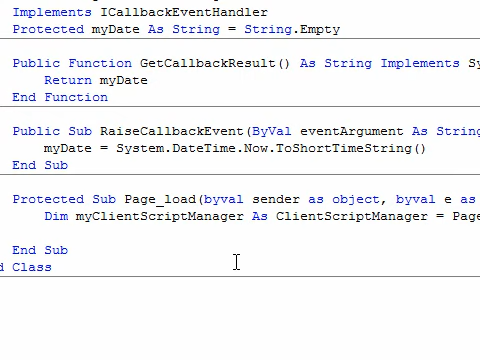 Implements ICallbackEventHandler
Protected myDate As String = String.Empty
Public Function GetCallbackResult() As String Implements Sy
Return myDate
End Function
Public Sub RaiseCallbackEvent(ByVal eventArgument As String
myDate = System.DateTime.Now.ToShortTimeString()
End Sub
Protected Sub Page_load(byval sender as object, byval e as
Dim myClientScriptManager As ClientScriptManager = Page
End Sub
d Class